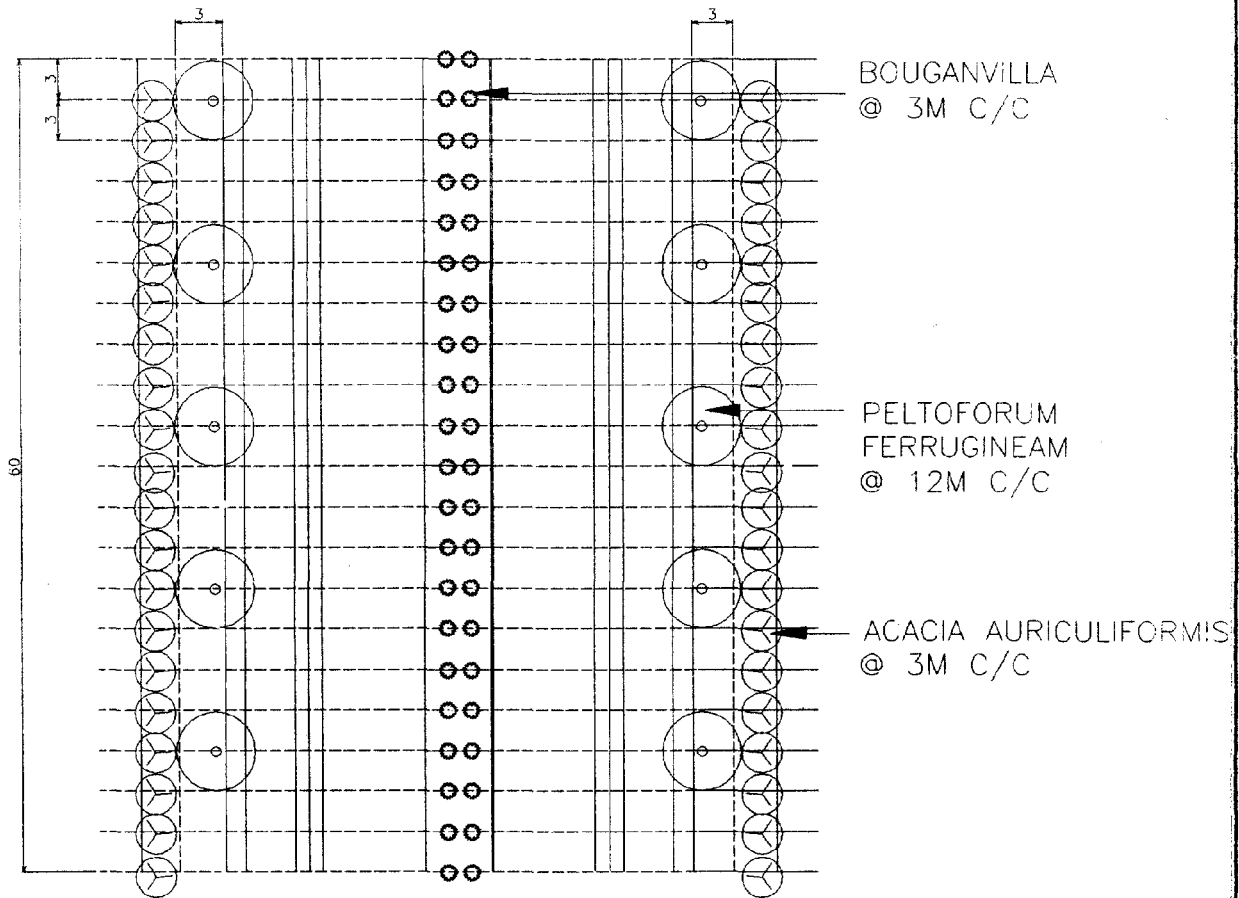 3
3
3
3
60
BOUGANVILLA
@ 3M C/C
PELTOFORUM
FERRUGINEAM
@ 12M C/C
ACACIA AURICULIFORMIS
@ 3M C/C